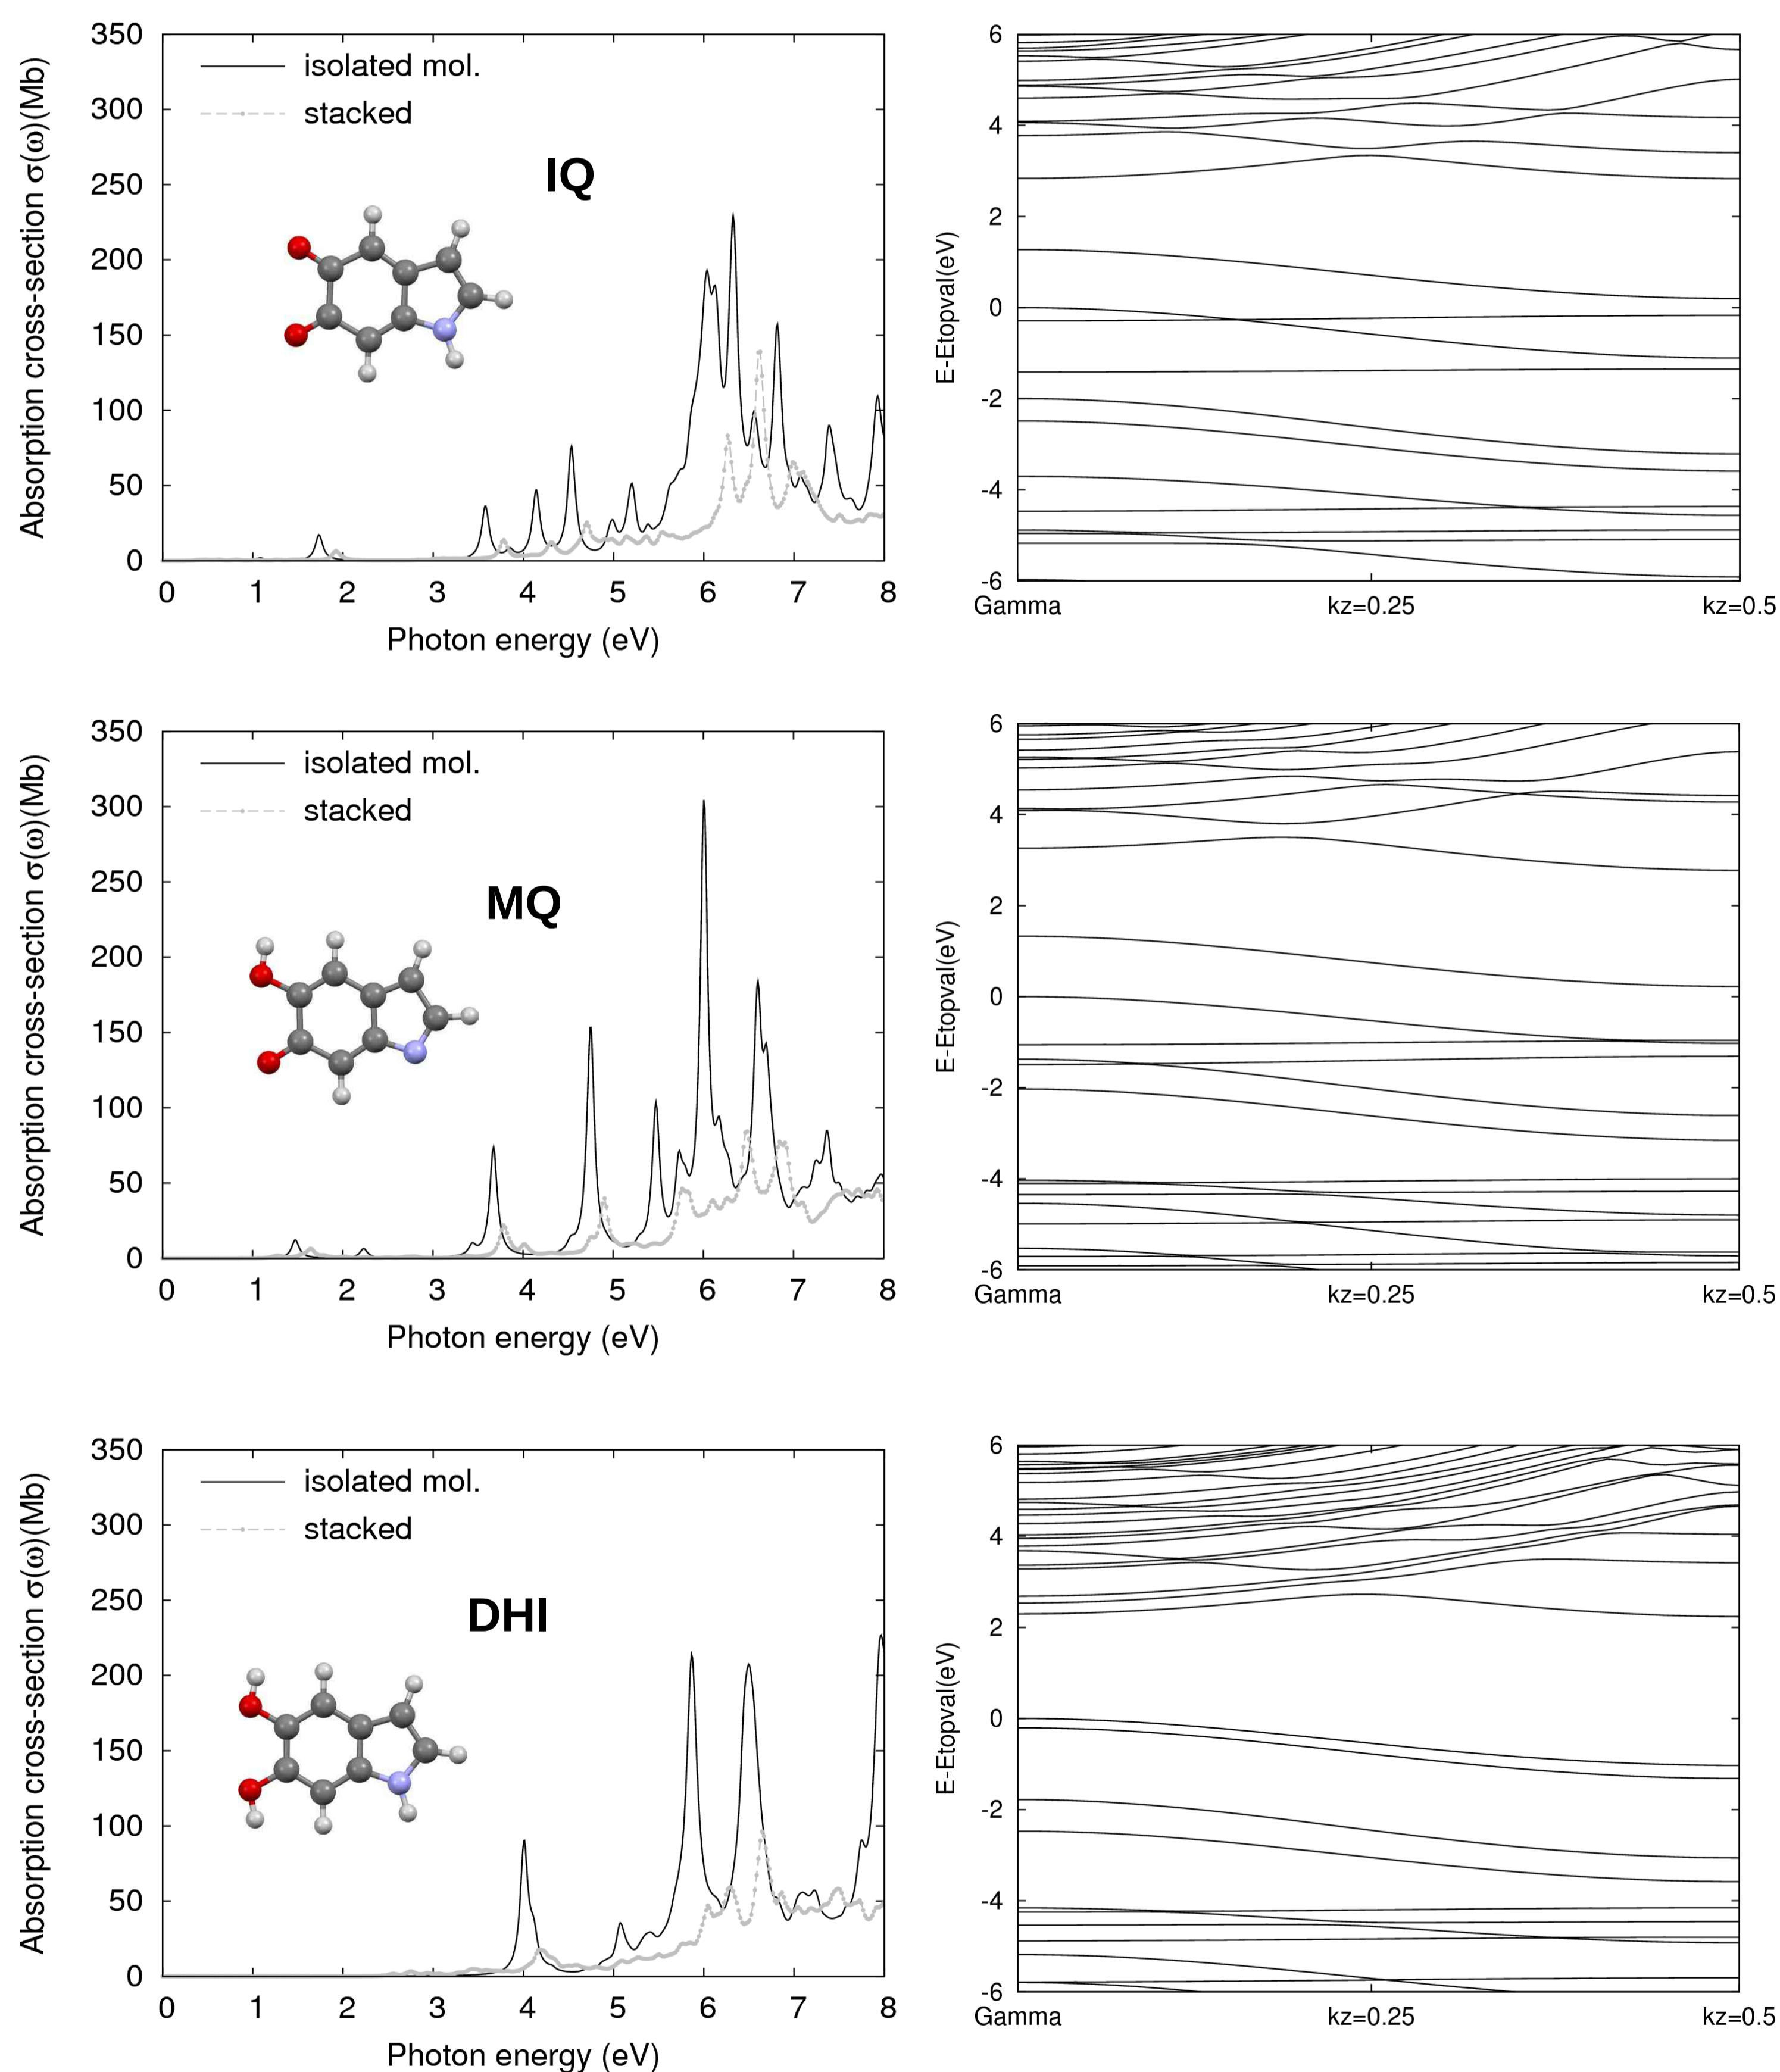 350
300
250
200
150
100
50
0
Absorption cross-section σ(ω)(Mb)
isolated mol.
stacked
IQ
0 1 2 3 4 5 6 7 8
Photon energy (eV)
6
4
2
0
-2
-4
-6
E-Etopval(eV)
Gamma kz=0.25 kz=0.5
350
300
250
200
150
100
50
0
Absorption cross-section σ(ω)(Mb)
isolated mol.
stacked
MQ
0 1 2 3 4 5 6 7 8
Photon energy (eV)
6
4
2
0
-2
-4
-6
E-Etopval(eV)
Gamma kz=0.25 kz=0.5
350
300
250
200
150
100
50
0
Absorption cross-section σ(ω)(Mb)
isolated mol.
stacked
DHI
0 1 2 3 4 5 6 7 8
Photon energy (eV)
6
4
2
0
-2
-4
-6
E-Etopval(eV)
Gamma kz=0.25 kz=0.5